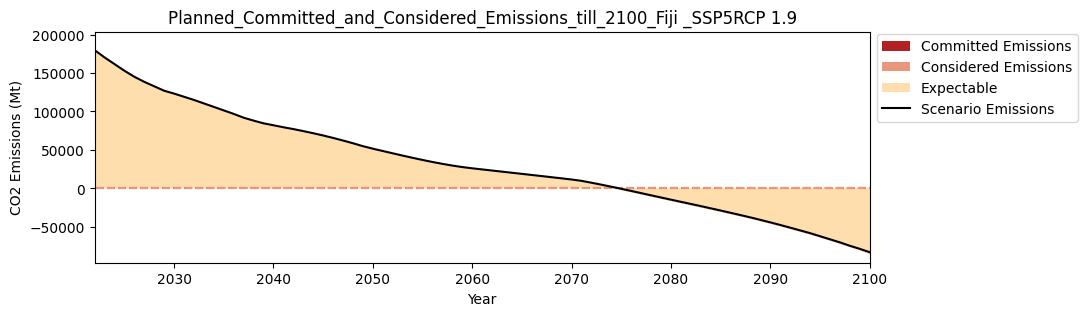 Planned_Committed_and_Considered_Emissions_till_2100_Fiji _SSP5RCP 1.9
200000
150000
100000
50000
0
−50000
CO2 Emissions (Mt)
2030 2040 2050 2060 2070 2080 2090 2100
Year
Committed Emissions
Considered Emissions
Expectable
Scenario Emissions